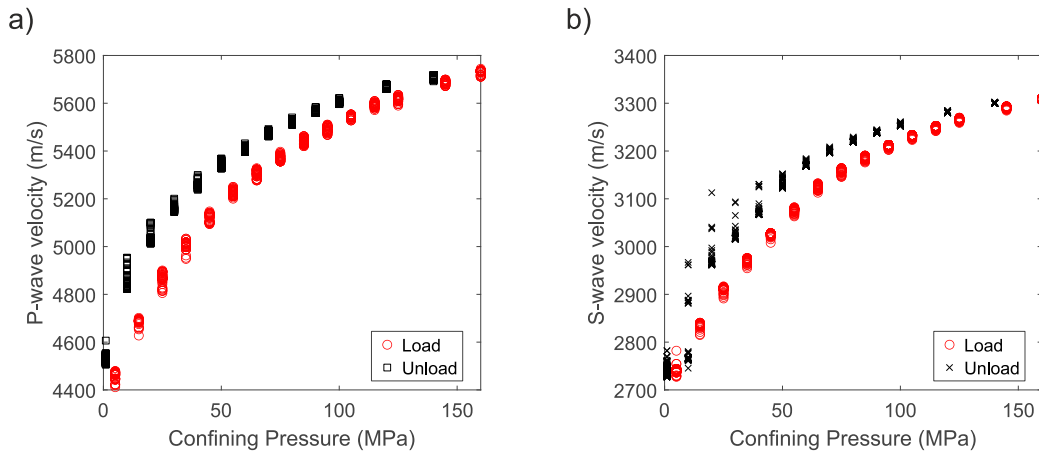 a)
5800
5600
5400
5200
5000
4800
4600
4400
P-wave velocity (m/s)
0 50 100 150
Confining Pressure (MPa)
Load
Unload
b)
3400
3300
3200
3100
3000
2900
2800
2700
S-wave velocity (m/s)
0 50 100 150
Confining Pressure (MPa)
Load
Unload